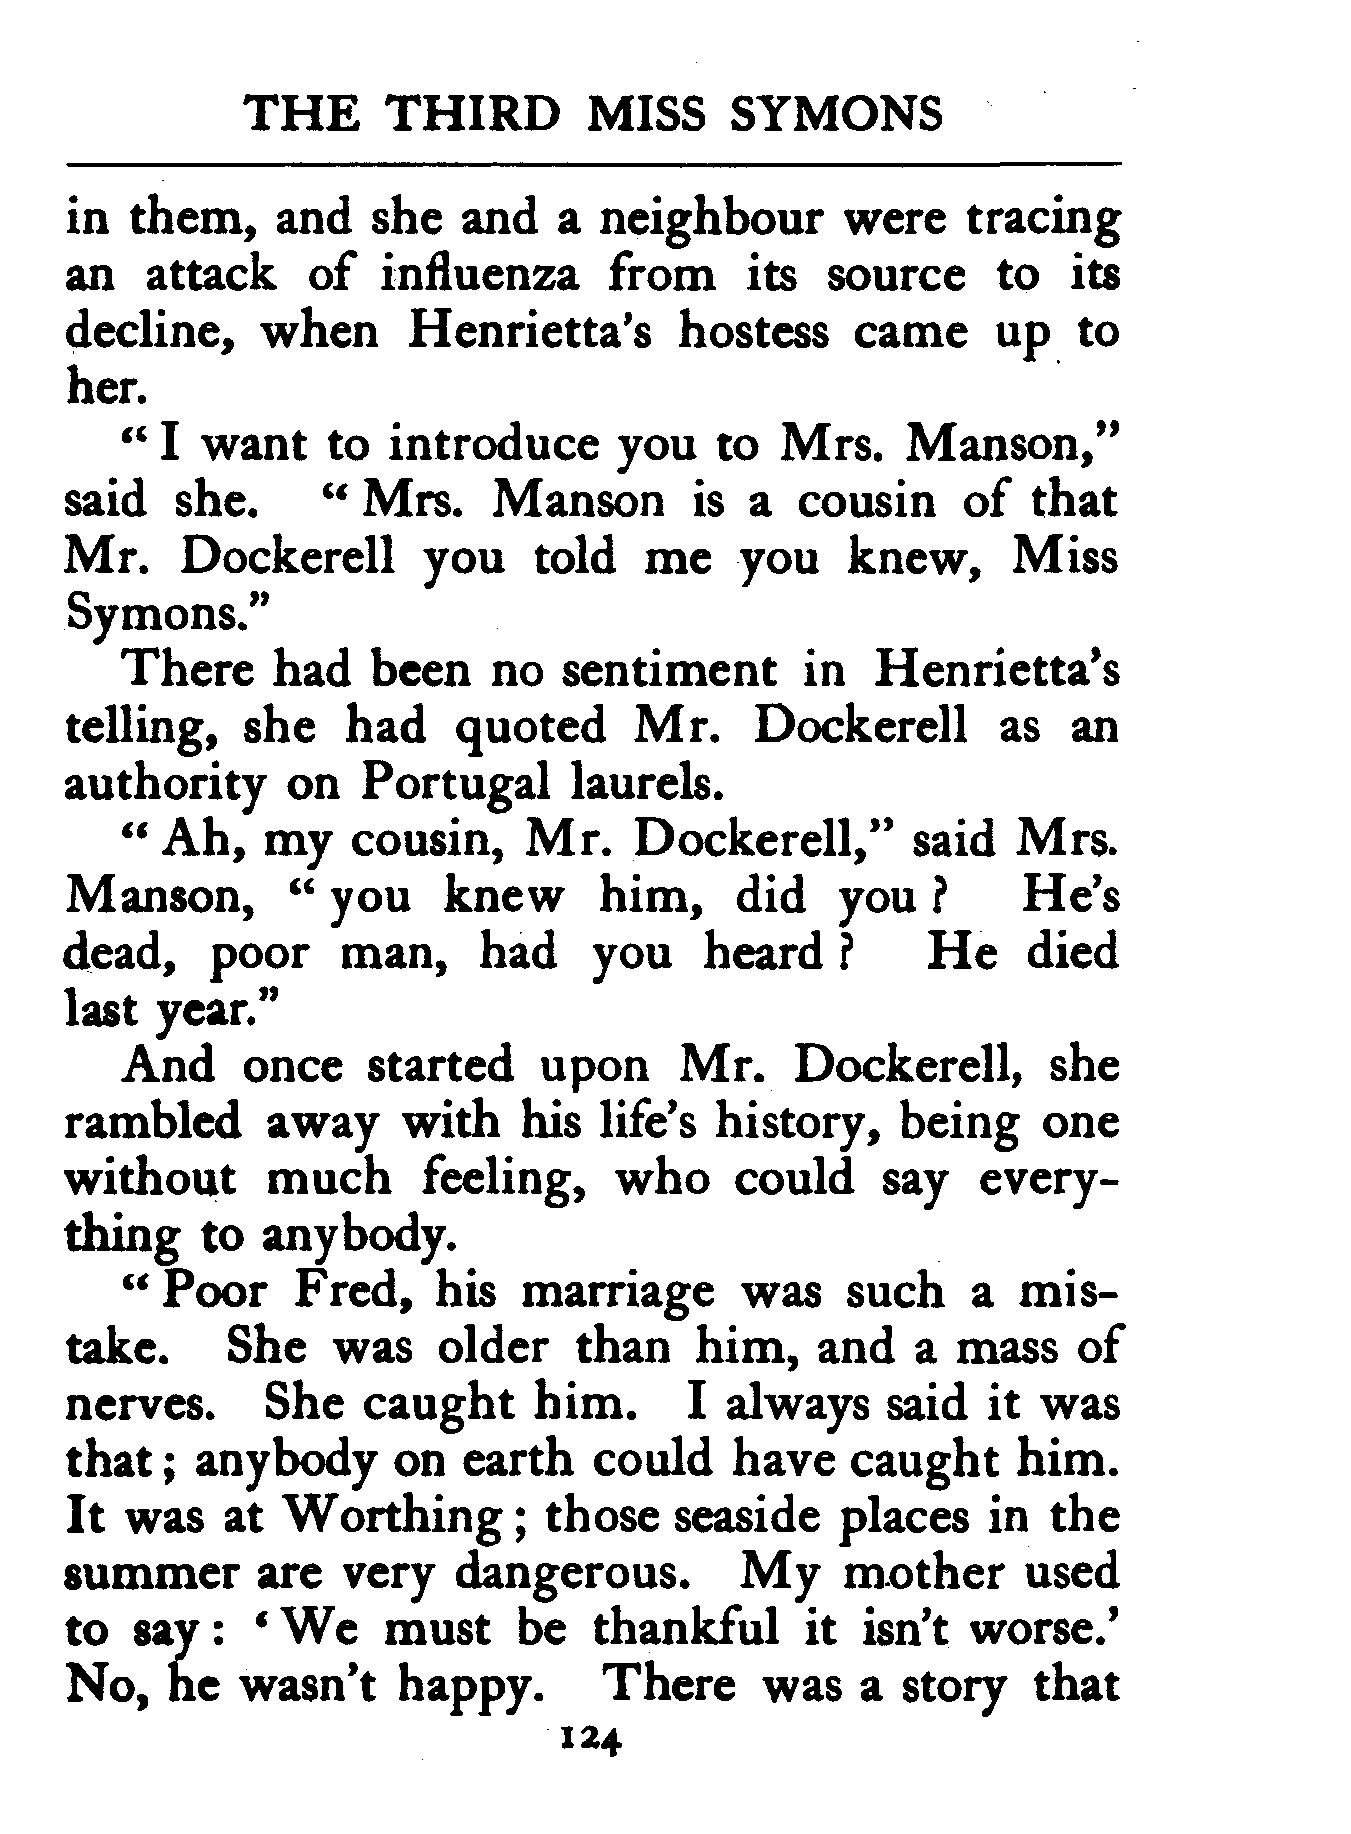 THE THIRD MISS SYMONS
in them, and she and a neighbour were tracing
an attack of influenza from its source to its
decline, when Henrietta's hostess came up to
her.
"I want to introduce you to Mrs. Manson,"
said she. "Mrs. Manson is a cousin of that
Mr. Dockerell you told me you knew, Miss
Symons."
There had been no sentiment in Henrietta's
telling, she had quoted Mr. Dockerell as an
authority on Portugal laurels.
"Ah, my cousin, Mr. Dockerell," said Mrs.
Manson, "you knew him, did you? He's
dead, poor man, had you heard? He died
last year."
And once started upon Mr. Dockerell, she
rambled away with his life's history, being one
without much feeling, who could say every-
thing to anybody.
"Poor Fred, his marriage was such a mis-
take. She was older than him, and a mass of
nerves. She caught him. I always said it was
that; anybody on earth could have caught him.
It was at Worthing; those seaside places in the
summer are very dangerous. My mother used
to say: 'We must be thankful it isn't worse.'
No, he wasn't happy. There was a story that
124